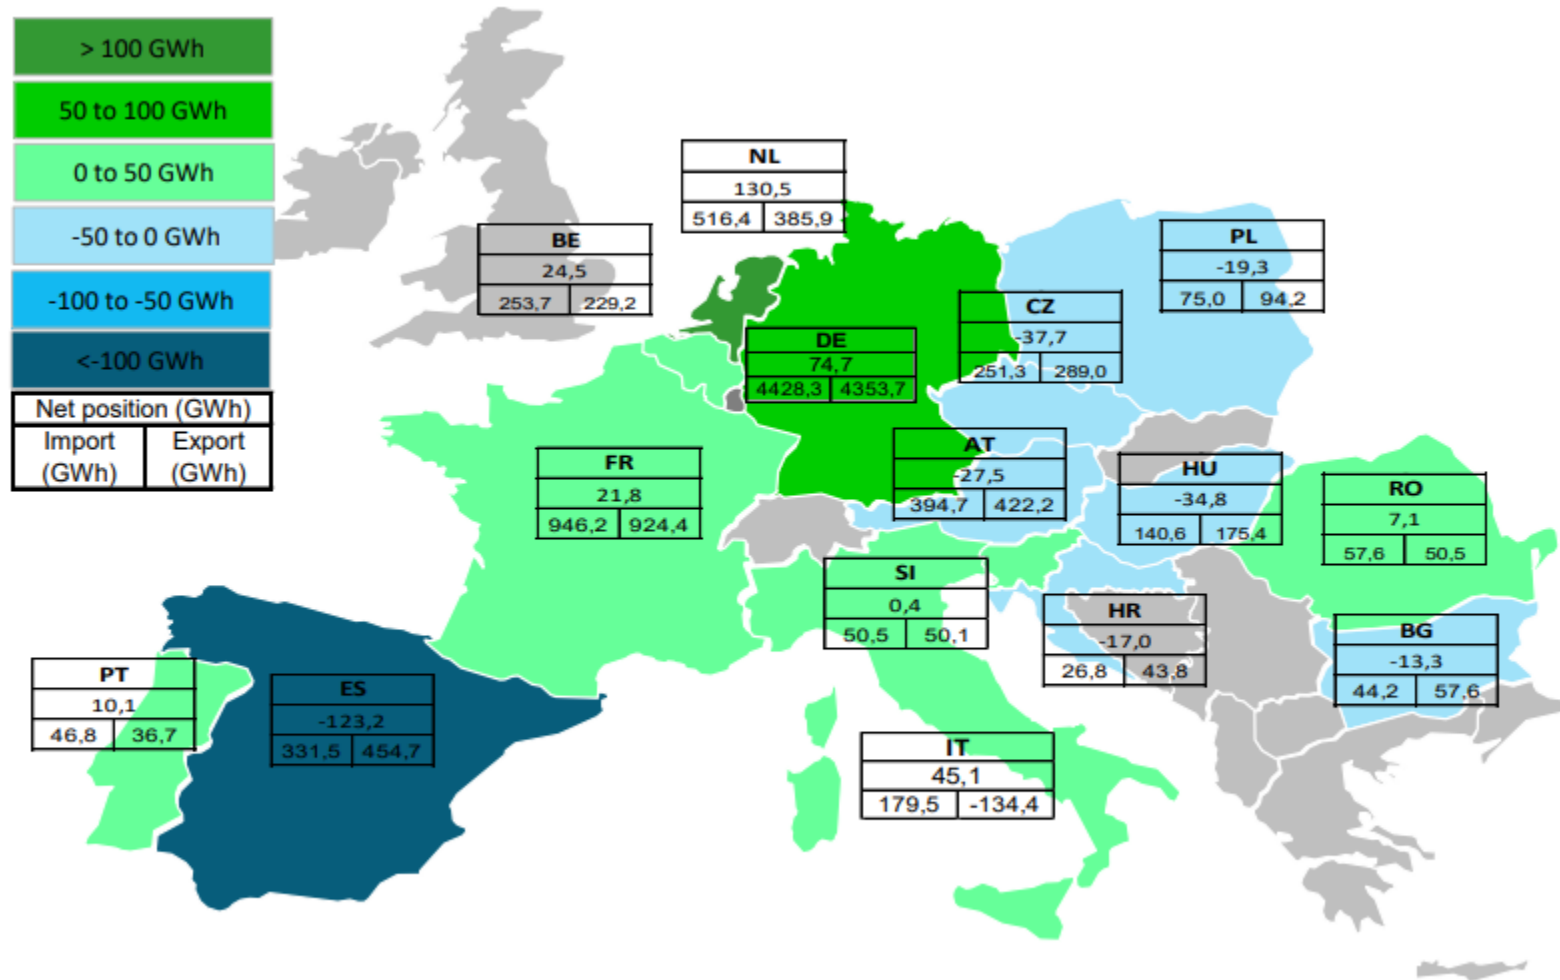 > 100 GWh
50 to 100 GWh
0 to 50 GWh
-50 to 0 GWh
-100 to -50 GWh
<-100 GWh
Net position (GWh)
Import (GWh) Export (GWh)
NL
130,5
516,4 385,9
BE
24,5
253,7 229,2
PL
-19,3
75,0 94,2
CZ
-37,7
251,3 289,0
DE
74,7
4428,3 4353,7
AT
-27,5
394,7 422,2
FR
21,8
946,2 924,4
HU
-34,8
140,6 175,4
RO
7,1
57,6 50,5
SI
0,4
50,5 50,1
HR
-17,0
26,8 43,8
BG
-13,3
44,2 57,6
PT
10,1
46,8 36,7
ES
-123,2
331,5 454,7
IT
45,1
179,5 -134,4